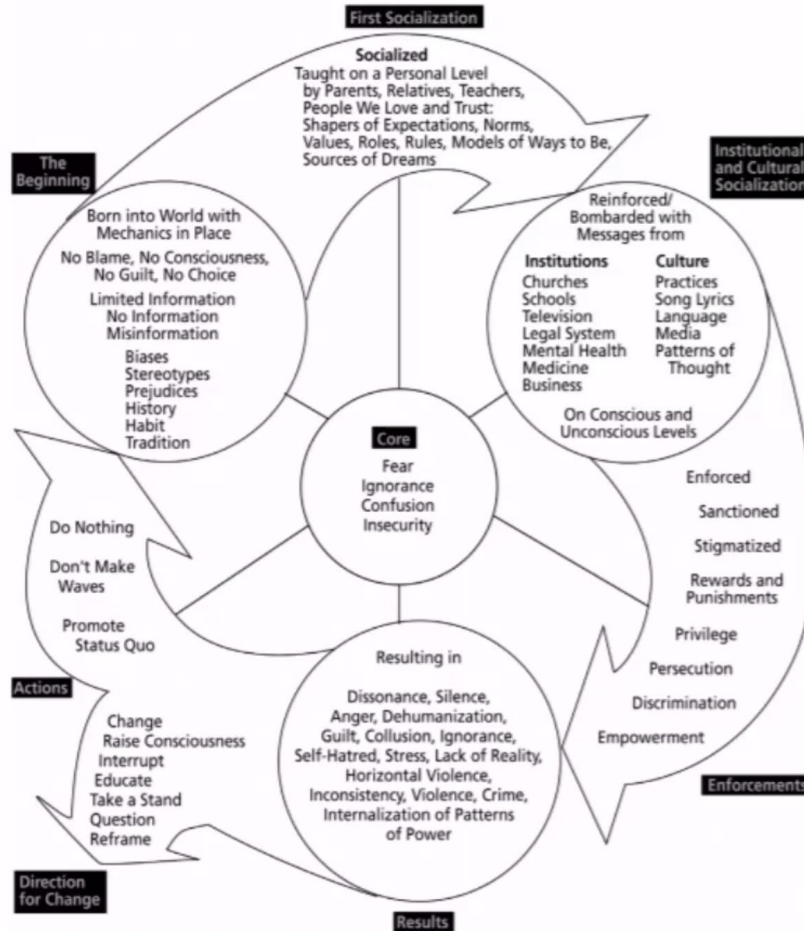 First Socialization
Socialized
Taught on a Personal Level
by Parents, Relatives, Teachers,
People We Love and Trust:
Shapers of Expectations, Norms,
Values, Roles, Rules, Models of Ways to Be,
Sources of Dreams
The
Beginning
Born into World with
Mechanics in Place
No Blame, No Consciousness,
No Guilt, No Choice
Limited Information
No Information
Misinformation
Biases
Stereotypes
Prejudices
History
Habit
Tradition
Institutional
and Cultural
Socialization
Reinforced/
Bombarded with
Messages from
Institutions
Churches
Schools
Television
Legal System
Mental Health
Medicine
Business
Culture
Practices
Song Lyrics
Language
Media
Patterns of
Thought
On Conscious and
Unconscious Levels
Core
Fear
Ignorance
Confusion
Insecurity
Enforced
Sanctioned
Stigmatized
Rewards and
Punishments
Privilege
Persecution
Discrimination
Empowerment
Enforcements
Resulting in
Dissonance, Silence,
Anger, Dehumanization,
Guilt, Collusion, Ignorance,
Self-Hatred, Stress, Lack of Reality,
Horizontal Violence,
Inconsistency, Violence, Crime,
Internalization of Patterns
of Power
Results
Do Nothing
Don't Make
Waves
Promote
Status Quo
Actions
Change
Raise Consciousness
Interrupt
Educate
Take a Stand
Question
Reframe
Direction
for Change